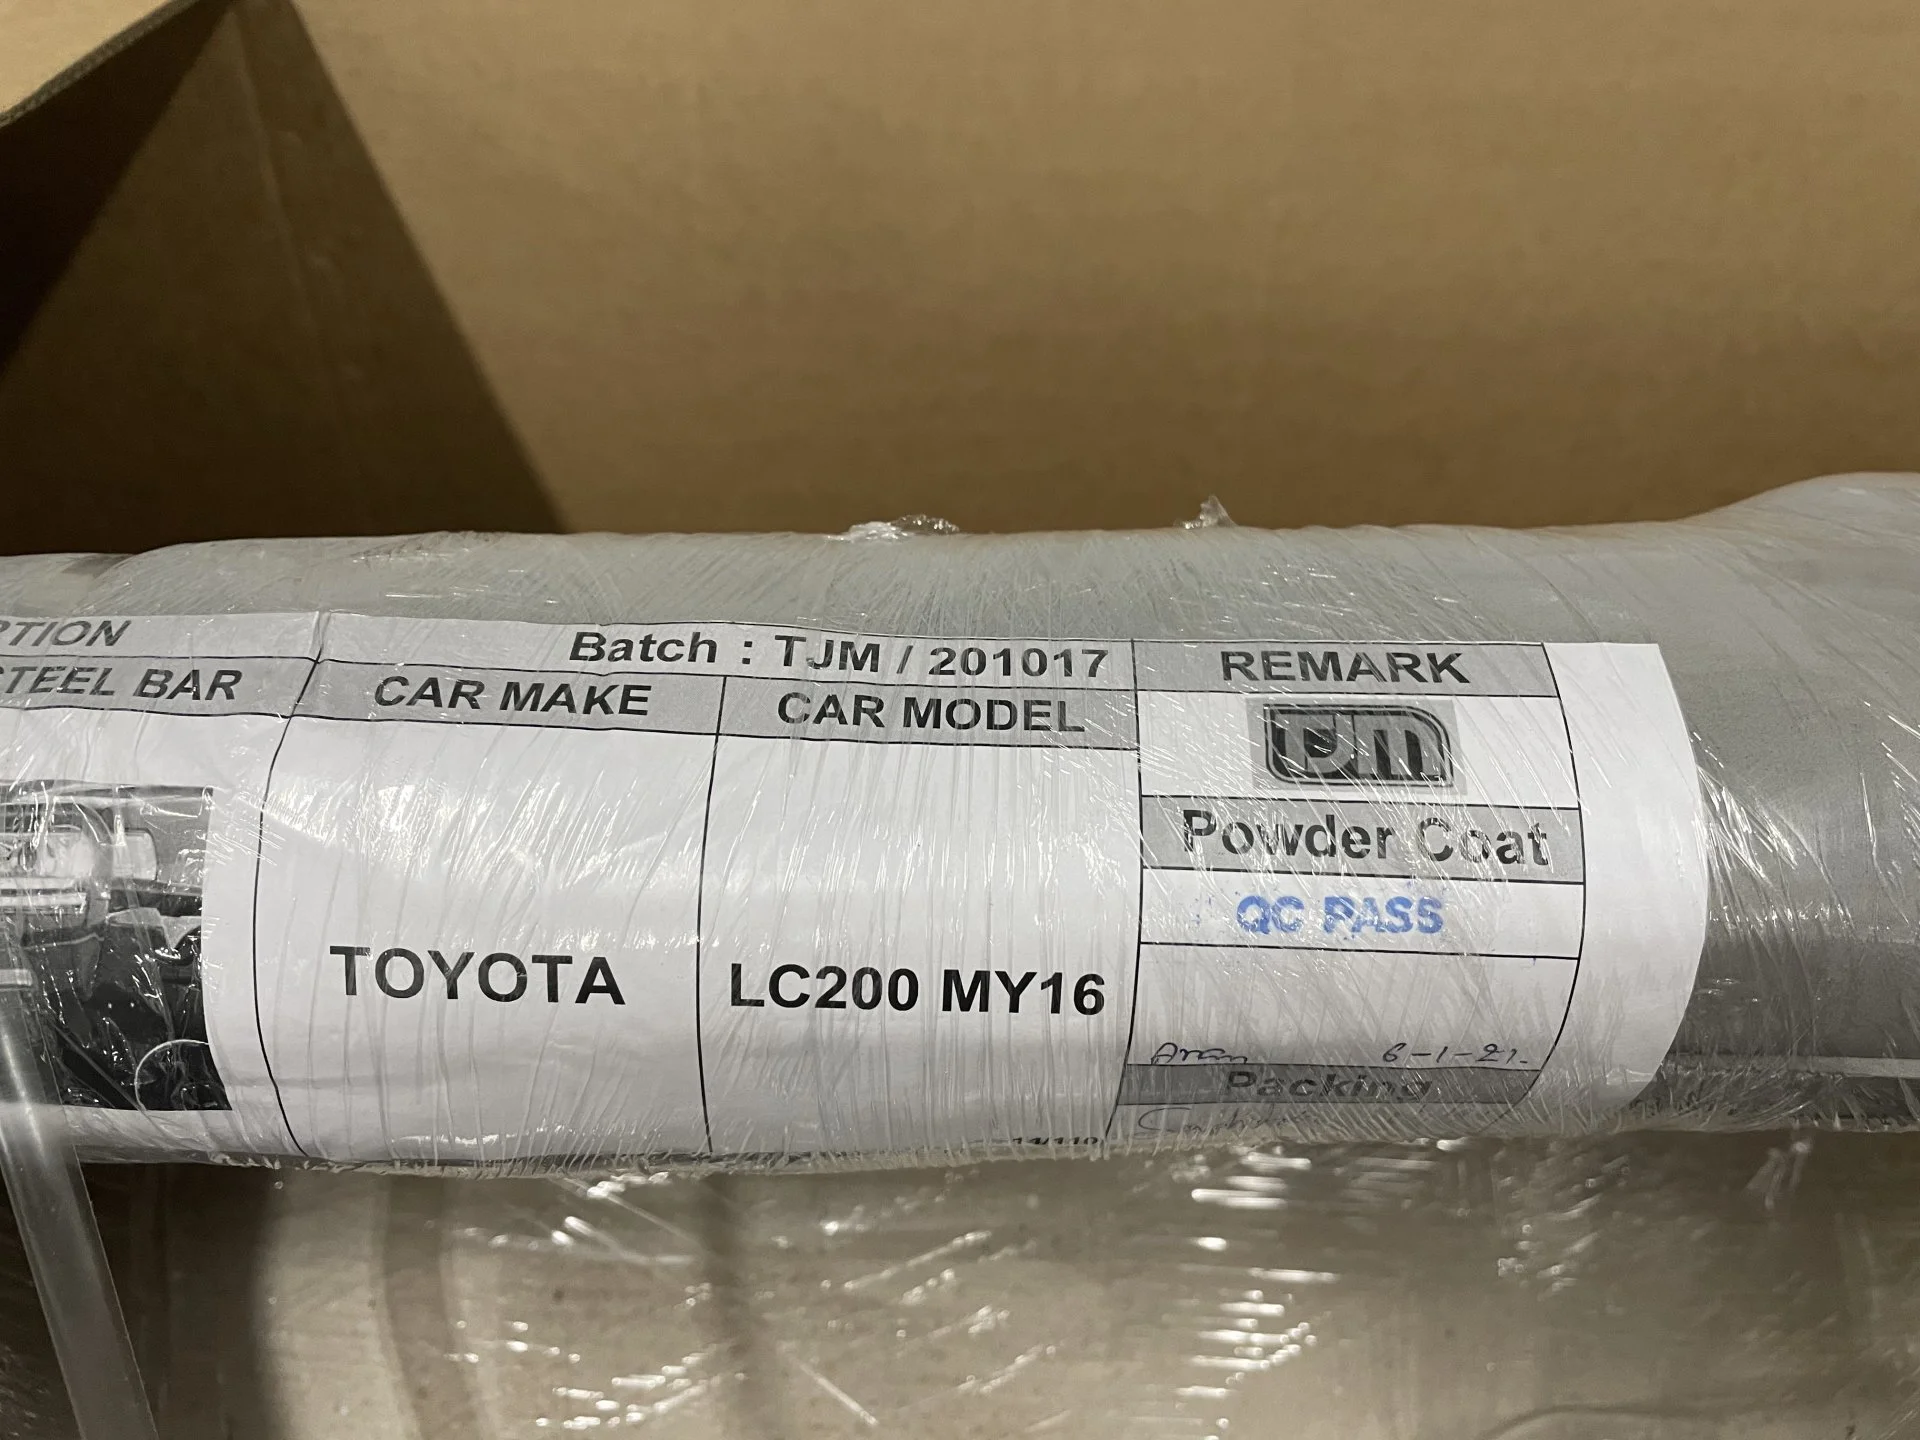 PTION
STEEL BAR
Batch : TJM / 201017
CAR MAKE
CAR MODEL
TOYOTA
LC200 MY16
REMARK
TJM
Powder Coat
QC PASS
6-1-21.
Packing